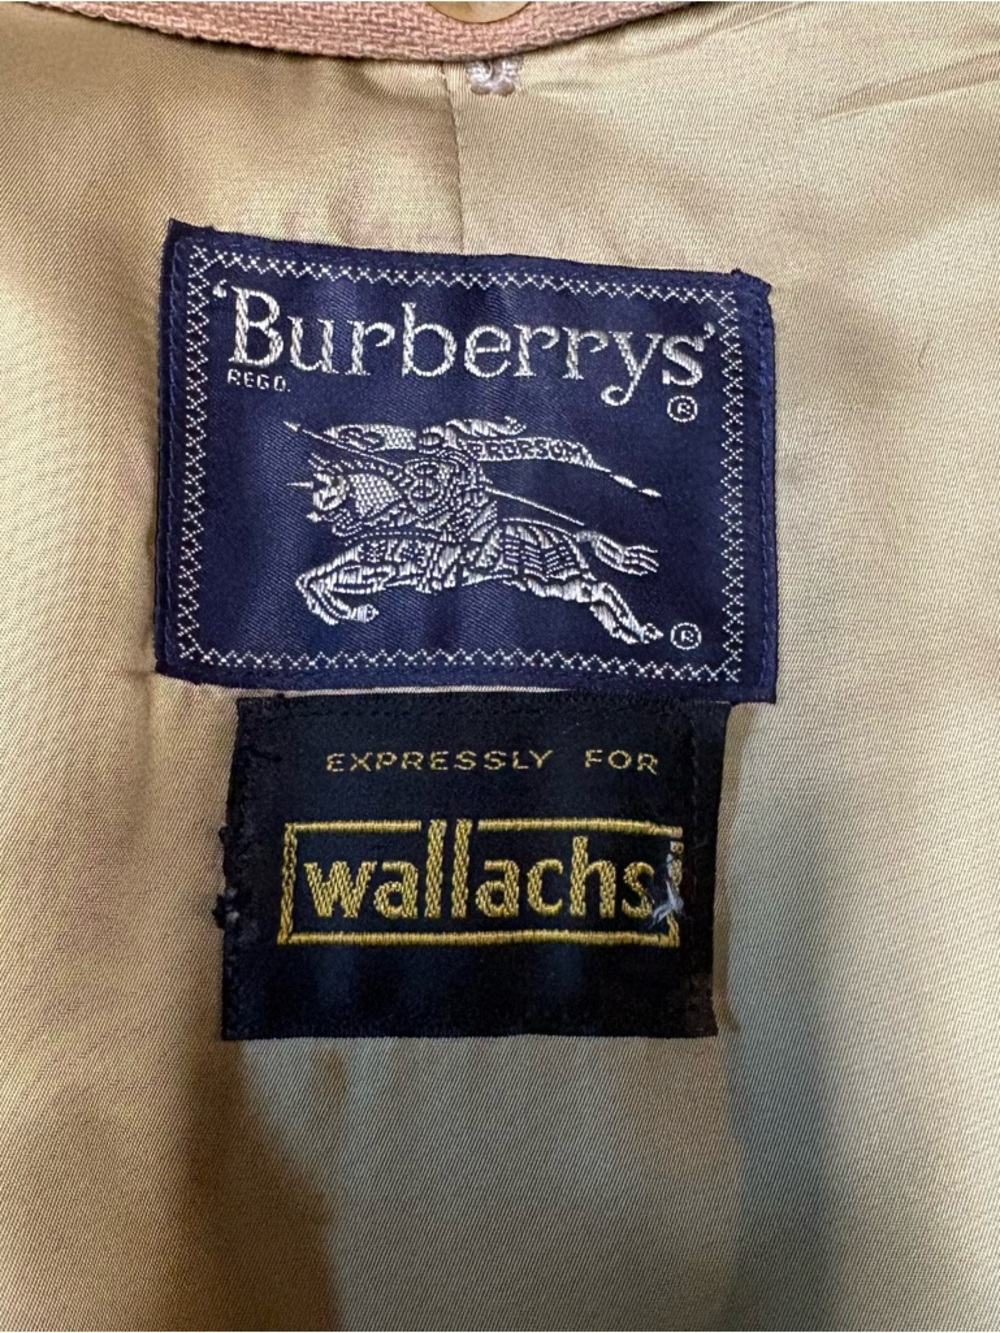 'Burberrys'
REGD.
®
PRORSUM
®
EXPRESSLY FOR
wallachs